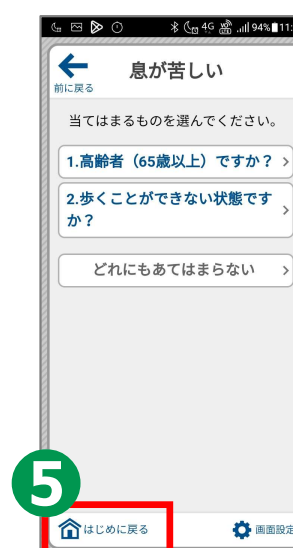 4G 94% 11:
息が苦しい
前に戻る
当てはまるものを選んでください。
1.高齢者（65歳以上）ですか？
2.歩くことができない状態です
か？
どれにもあてはまらない
5
はじめに戻る
画面設定